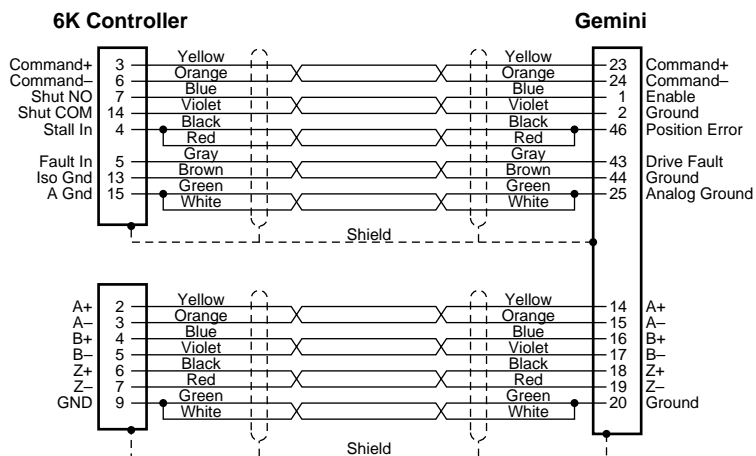 6K Controller Gemini
Yellow Yellow
Command+ 3 23 Command+
Orange Orange
Command– 6 24 Command–
Blue Blue
Shut NO 7 1 Enable
Violet Violet
Shut COM 14 2 Ground
Black Black
Stall In 4 46 Position Error
Red Red
Gray Gray
Fault In 5 43 Drive Fault
Brown Brown
Iso Gnd 13 44 Ground
Green Green
A Gnd 15 25 Analog Ground
White White
Shield
Yellow Yellow
A+ 2 14 A+
Orange Orange
A– 3 15 A–
Blue Blue
B+ 4 16 B+
Violet Violet
B– 5 17 B–
Black Black
Z+ 6 18 Z+
Red Red
Z– 7 19 Z–
Green Green
GND 9 20 Ground
White White
Shield